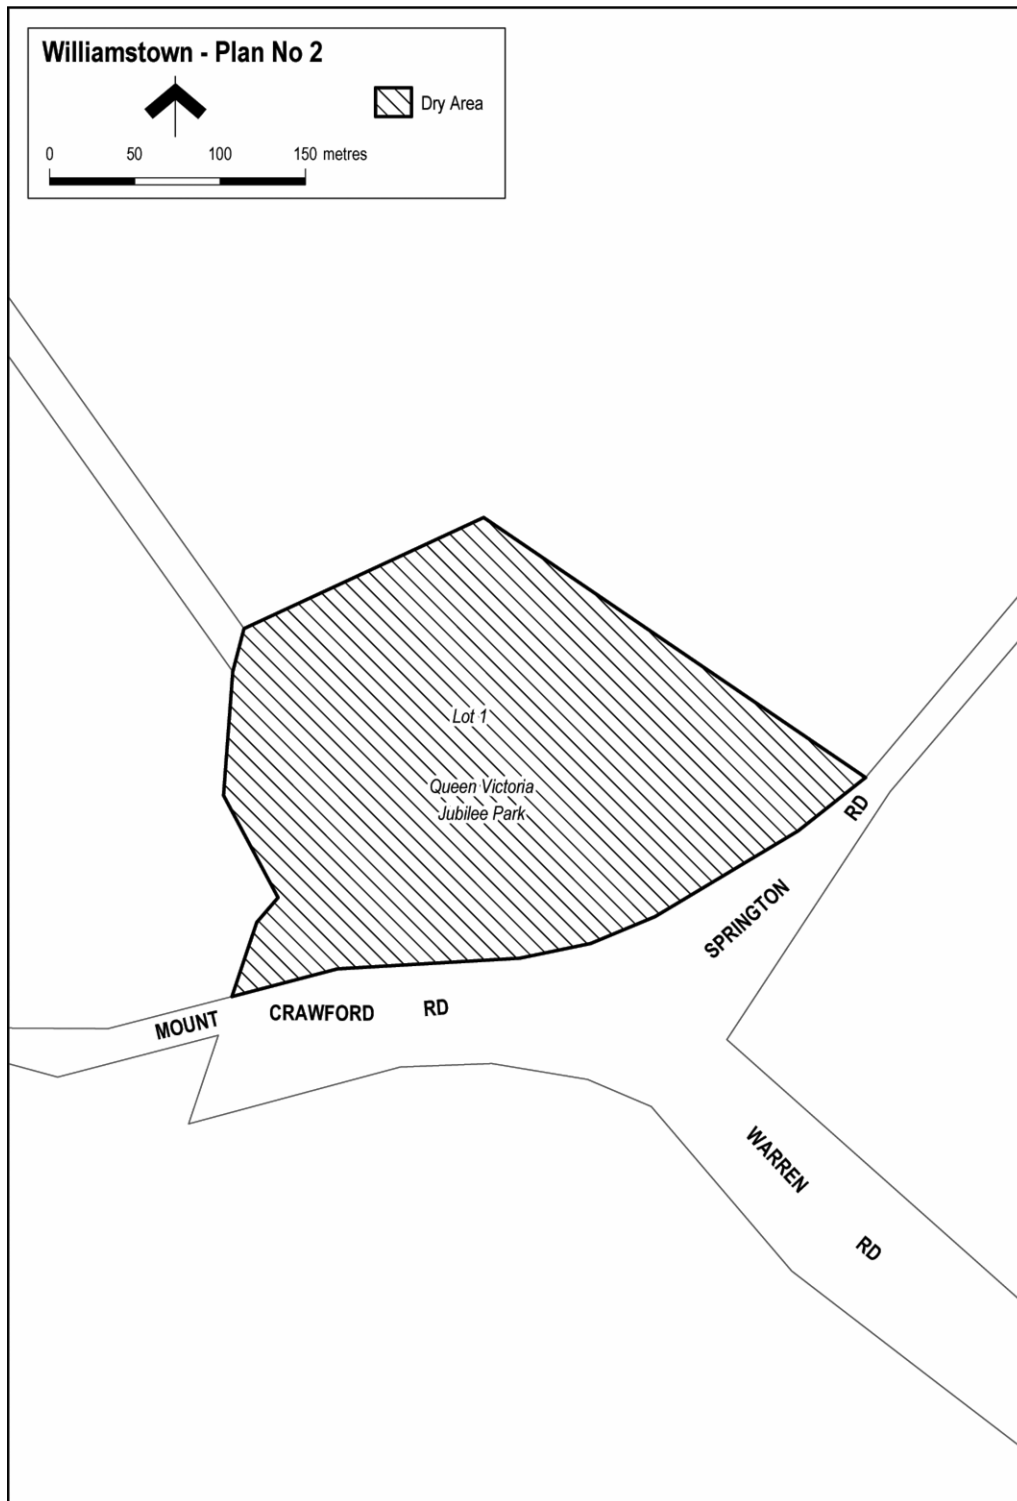 Williamstown - Plan No 2
Dry Area
0 50 100 150 metres
Lot 1
Queen Victoria
Jubilee Park
RD
SPRINGTON
MOUNT CRAWFORD RD
WARREN
RD